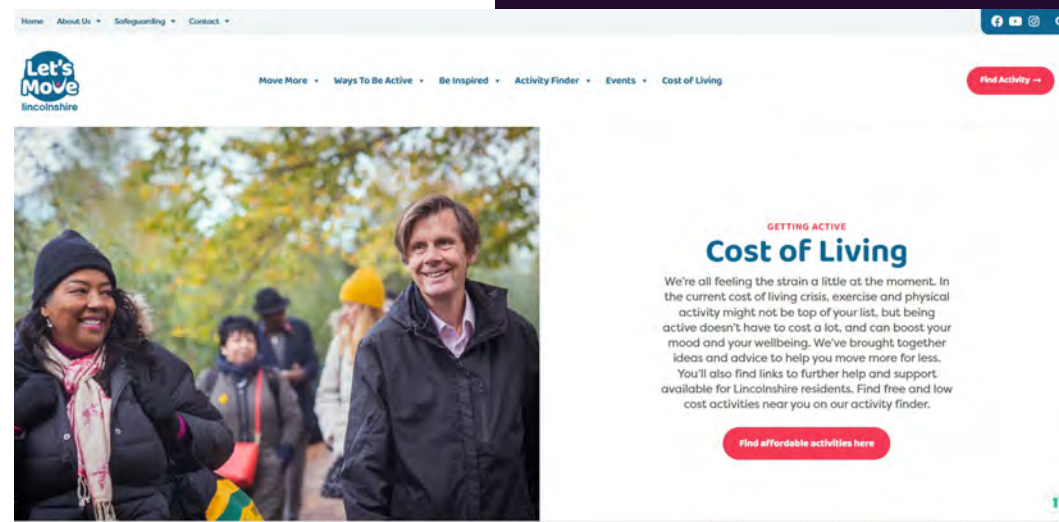 Home About Us Safeguarding Contact
Let's
Move
lincolnshire
Move More Ways To Be Active Be Inspired Activity Finder Events Cost of Living
Find Activity →
GETTING ACTIVE
Cost of Living
We're all feeling the strain a little at the moment. In
the current cost of living crisis, exercise and physical
activity might not be top of your list, but being
active doesn't have to cost a lot, and can boost your
mood and your wellbeing. We've brought together
ideas and advice to help you move more for less.
You'll also find links to further help and support
available for Lincolnshire residents. Find free and low
cost activities near you on our activity finder.
Find affordable activities here